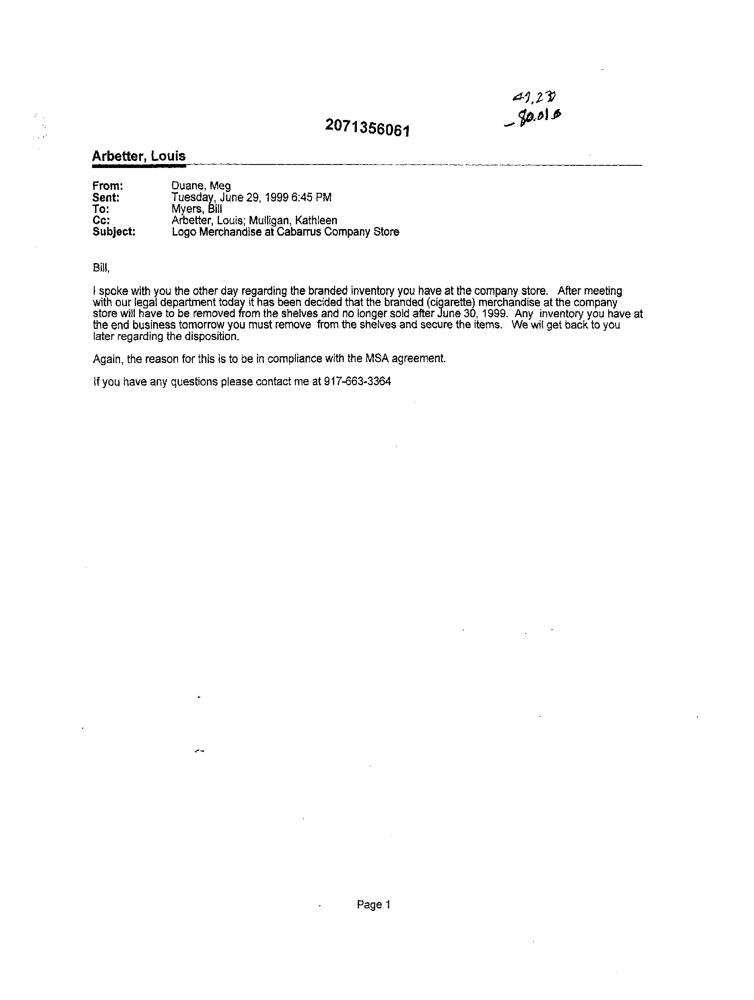 2071356061
Arbetter, Louis
From: Duane, Meg
Sent: Tuesday, June 29, 1999 6:45 PM
To: Myers, Bill
Cc: Arbetter, Louis; Mulligan, Kathleen
Subject: Logo Merchandise at Cabarrus Company Store
Bill,
I spoke with you the other day regarding the branded inventory you have at the company store. After meeting
with our legal department today it has been decided that the branded (cigarette) merchandise at the company
store will have to be removed from the shelves and no longer sold after June 30, 1999. Any inventory you have at
the end business tomorrow you must remove from the shelves and secure the items. We wil get back to you
later regarding the disposition.
Again, the reason for this is to be in compliance with the MSA agreement.
If you have any questions please contact me at 917-663-3364
Page 1